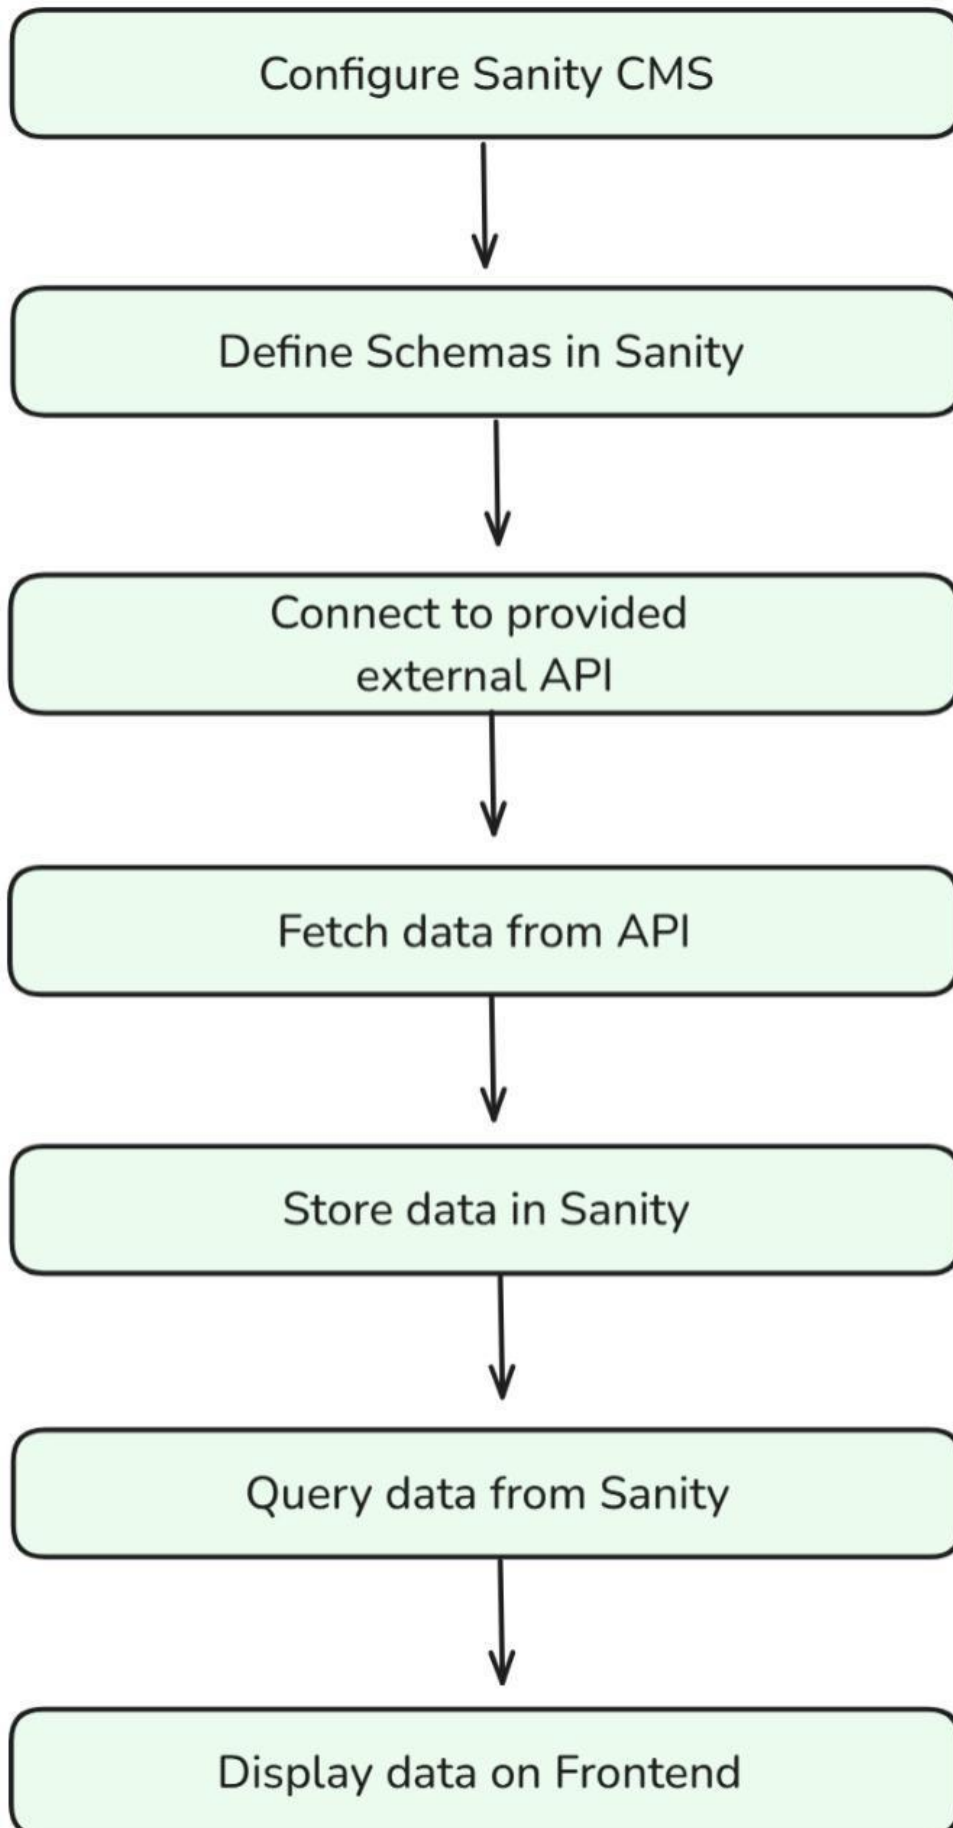 Configure Sanity CMS
Define Schemas in Sanity
Connect to provided
external API
Fetch data from API
Store data in Sanity
Query data from Sanity
Display data on Frontend